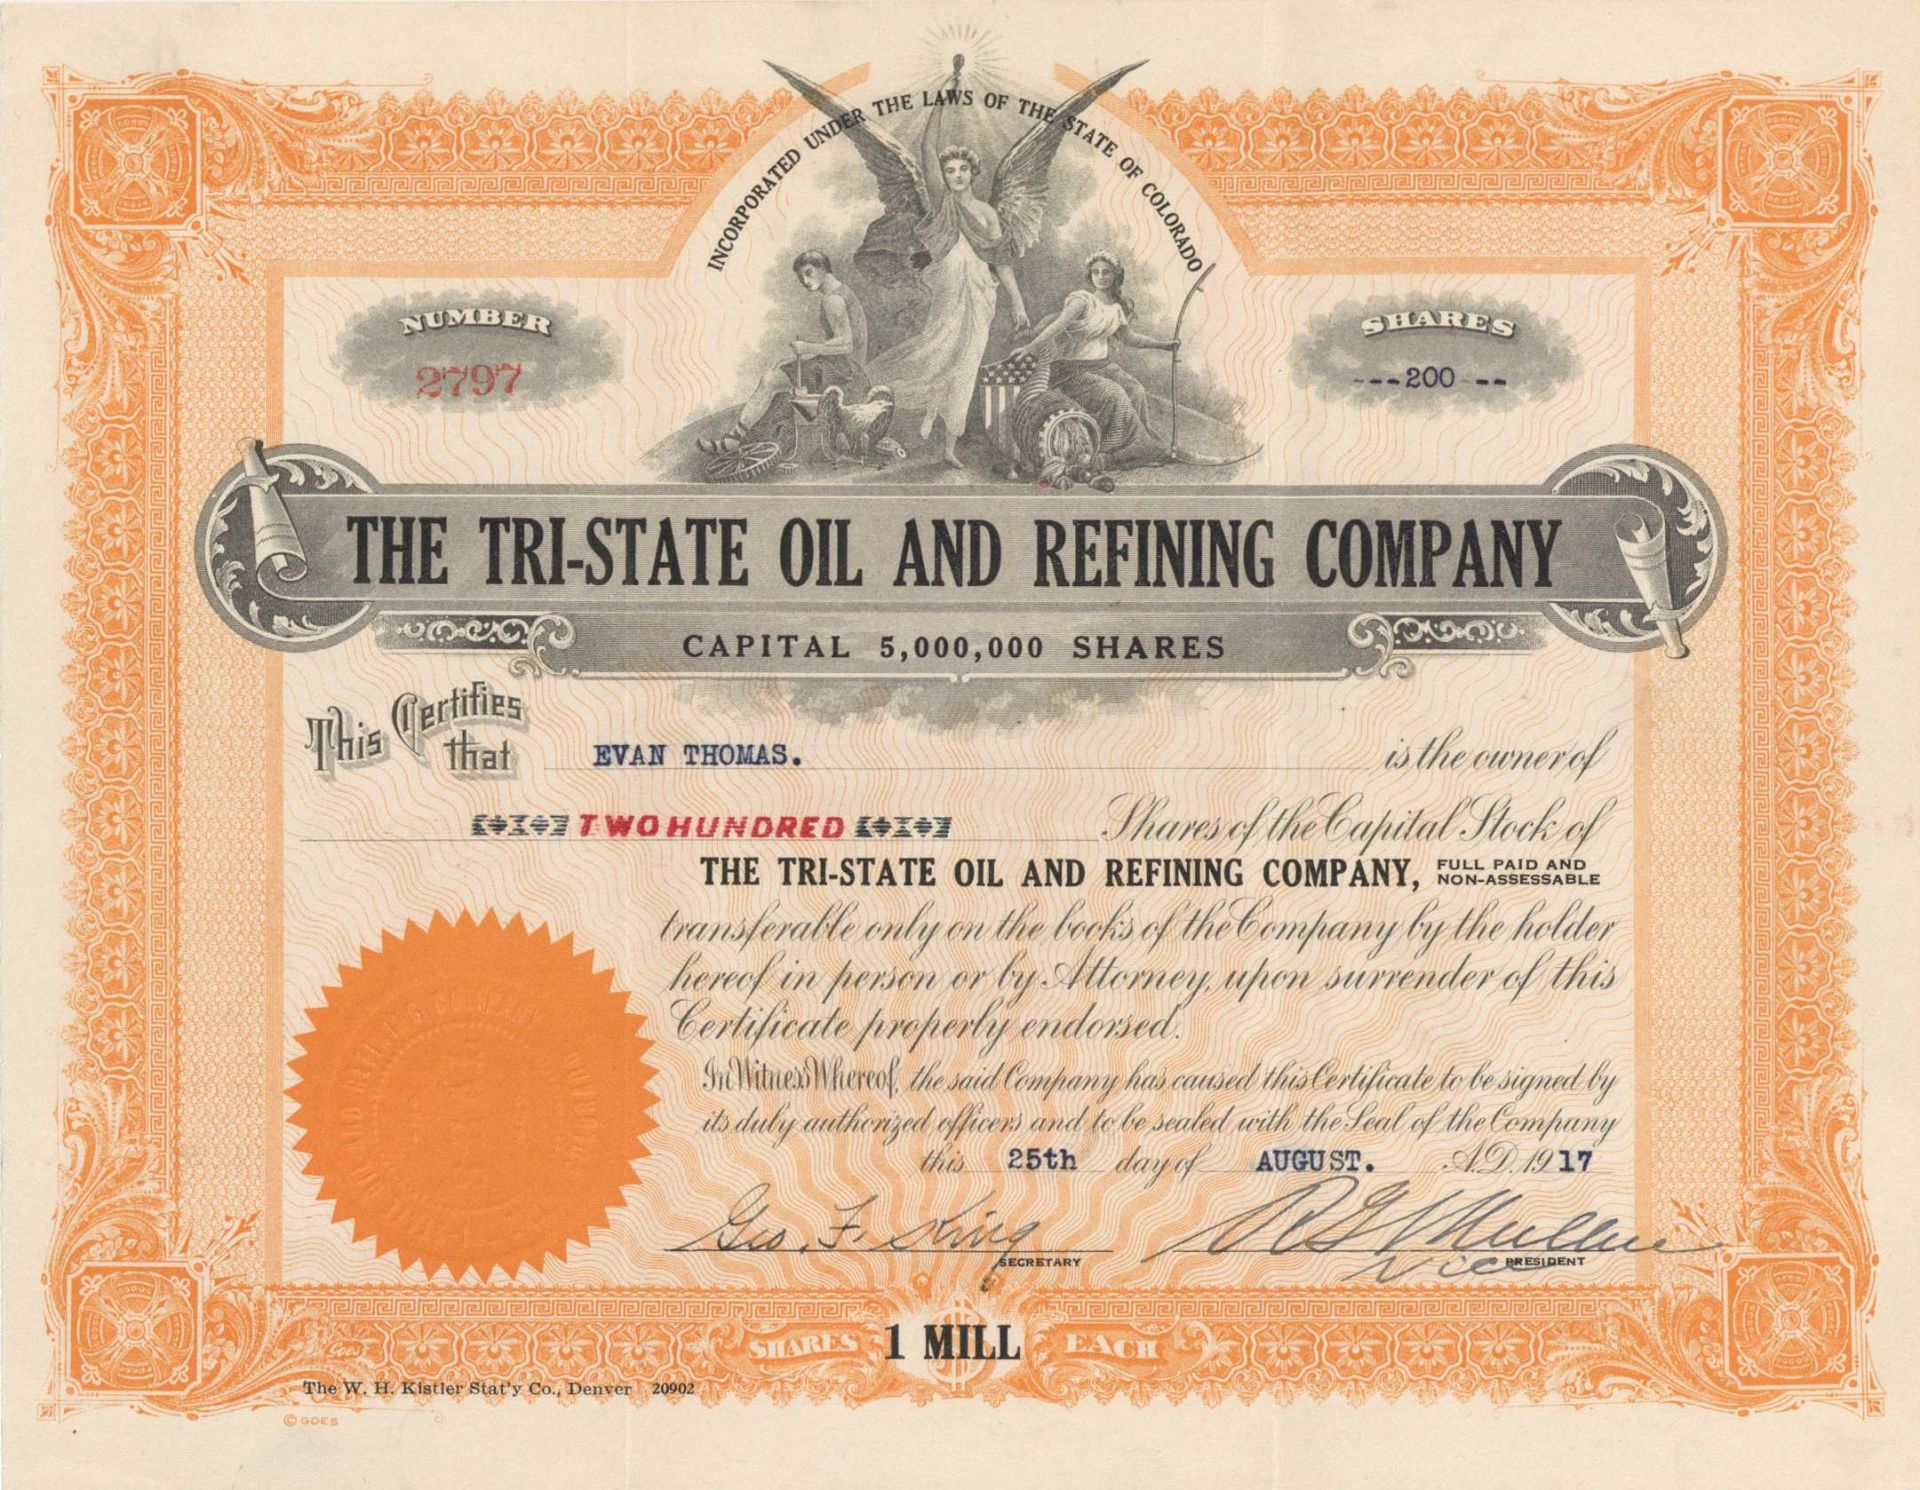 INCORPORATED UNDER THE LAWS OF THE STATE OF COLORADO
NUMBER
2797
SHARES
---200---
THE TRI-STATE OIL AND REFINING COMPANY
CAPITAL 5,000,000 SHARES
This Certifies that EVAN THOMAS. is the owner of
TWO HUNDRED Shares of the Capital Stock of
THE TRI-STATE OIL AND REFINING COMPANY, FULL PAID AND NON-ASSESSABLE
transferable only on the books of the Company by the holder
hereof in person or by Attorney, upon surrender of this
Certificate properly endorsed.
In Witness Whereof, the said Company has caused this Certificate to be signed by
its duly authorized officers and to be sealed with the Seal of the Company
this 25th day of AUGUST. A.D. 1917
Geo. F. King
SECRETARY
Vice PRESIDENT
SHARES 1 MILL EACH
Goes
The W. H. Kistler Stat'y Co., Denver 20902
© GOES